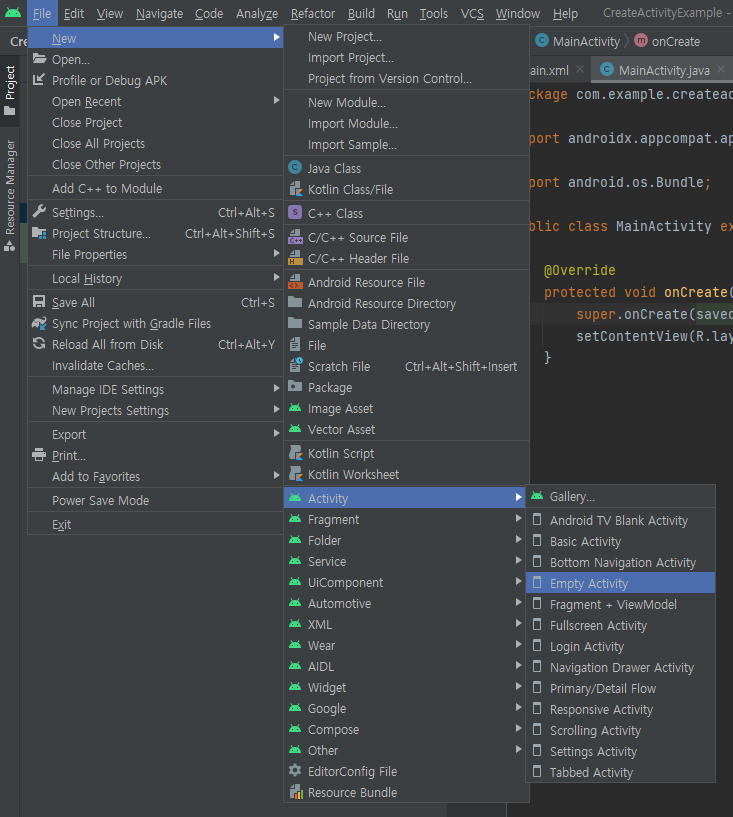 File Edit View Navigate Code Analyze Refactor Build Run Tools VCS Window Help CreateActivityExample -
MainActivity onCreate
MainActivity.java
Project
Resource Manager
New
Open...
Profile or Debug APK
Open Recent
Close Project
Close All Projects
Close Other Projects
Add C++ to Module
Settings... Ctrl+Alt+S
Project Structure... Ctrl+Alt+Shift+S
File Properties
Local History
Save All Ctrl+S
Sync Project with Gradle Files
Reload All from Disk Ctrl+Alt+Y
Invalidate Caches...
Manage IDE Settings
New Projects Settings
Export
Print...
Add to Favorites
Power Save Mode
Exit
New Project...
Import Project...
Project from Version Control...
New Module...
Import Module...
Import Sample...
Java Class
Kotlin Class/File
C++ Class
C/C++ Source File
C/C++ Header File
Android Resource File
Android Resource Directory
Sample Data Directory
File
Scratch File Ctrl+Alt+Shift+Insert
Package
Image Asset
Vector Asset
Kotlin Script
Kotlin Worksheet
Activity
Fragment
Folder
Service
UiComponent
Automotive
XML
Wear
AIDL
Widget
Google
Compose
Other
EditorConfig File
Resource Bundle
Gallery...
Android TV Blank Activity
Basic Activity
Bottom Navigation Activity
Empty Activity
Fragment + ViewModel
Fullscreen Activity
Login Activity
Navigation Drawer Activity
Primary/Detail Flow
Responsive Activity
Scrolling Activity
Settings Activity
Tabbed Activity
ain.xml
ckage com.example.createac
port androidx.appcompat.ap
port android.os.Bundle;
blic class MainActivity ex
@Override
protected void onCreate(
super.onCreate(saved
setContentView(R.lay
}